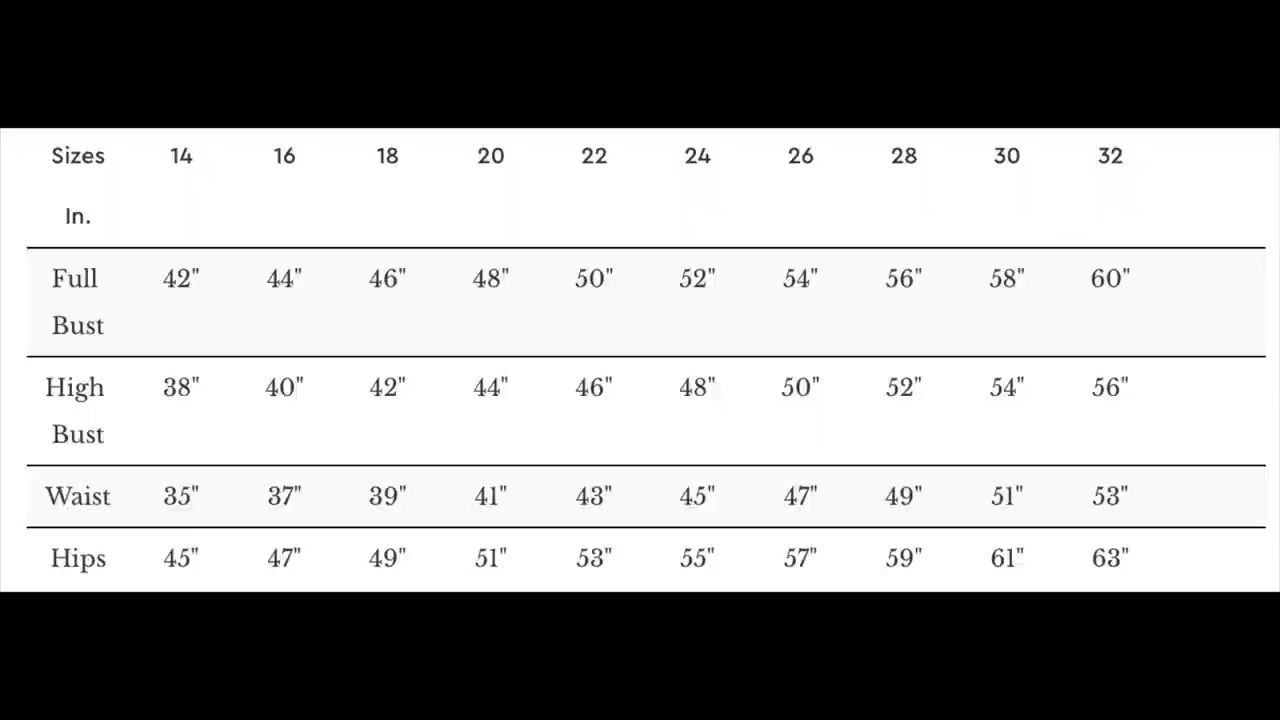 Sizes 14 16 18 20 22 24 26 28 30 32
In.
Full 42" 44" 46" 48" 50" 52" 54" 56" 58" 60"
Bust
High 38" 40" 42" 44" 46" 48" 50" 52" 54" 56"
Bust
Waist 35" 37" 39" 41" 43" 45" 47" 49" 51" 53"
Hips 45" 47" 49" 51" 53" 55" 57" 59" 61" 63"